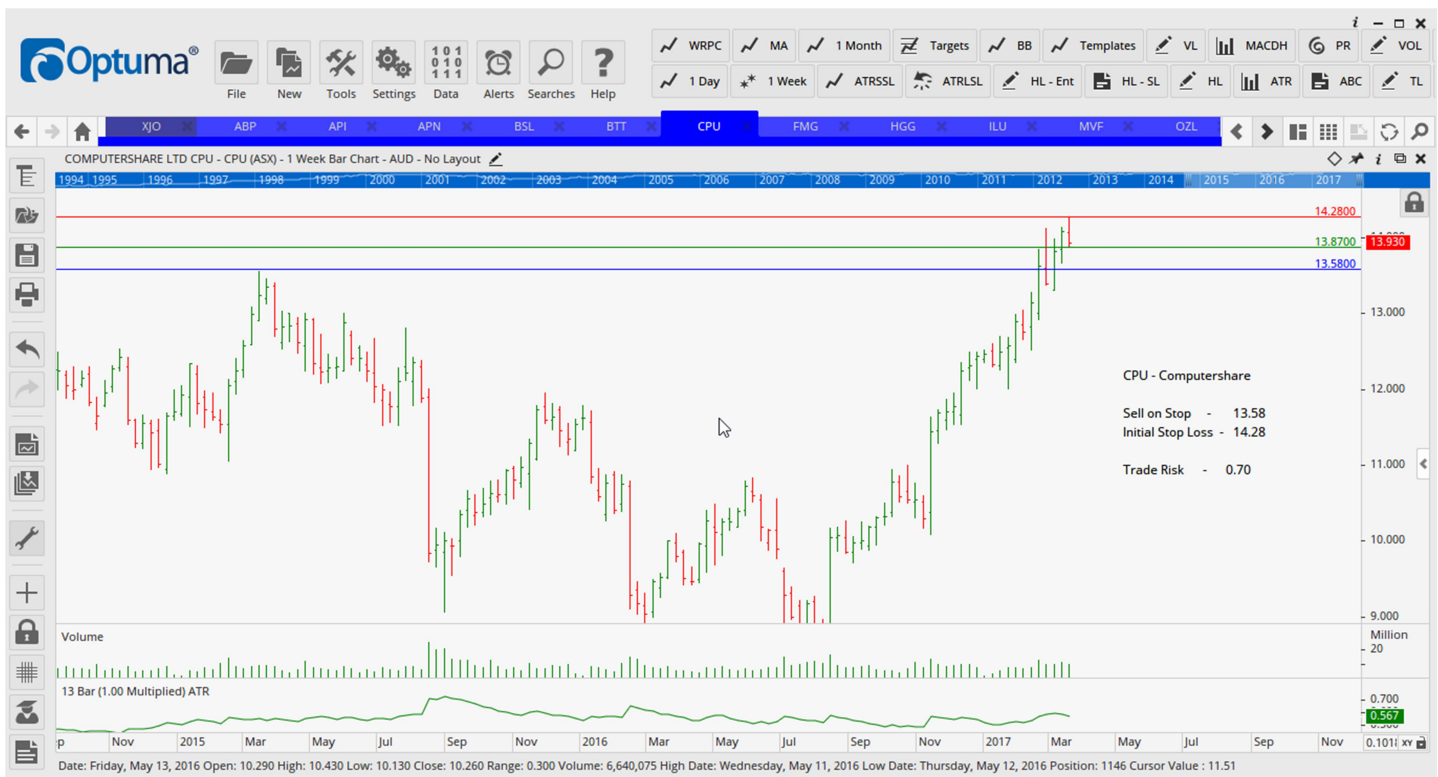 i
Optuma®
File
New
Tools
Settings
101
010
111
Data
Alerts
Searches
?
Help
WRPC MA 1 Month Targets BB Templates VL MACDH PR VOL
1 Day 1 Week ATRSSL ATRLSL HL - Ent HL - SL HL ATR ABC TL
XJO ABP API APN BSL BTT CPU FMG HGG ILU MVF OZL
COMPUTERSHARE LTD CPU - CPU (ASX) - 1 Week Bar Chart - AUD - No Layout
i
1994 1995 1996 1997 1998 1999 2000 2001 2002 2003 2004 2005 2006 2007 2008 2009 2010 2011 2012 2013 2014 2015 2016 2017
14.2800
13.8700
13.930
13.5800
13.000
CPU - Computershare
12.000
Sell on Stop - 13.58
Initial Stop Loss - 14.28
11.000
Trade Risk - 0.70
10.000
9.000
Volume
Million
20
13 Bar (1.00 Multiplied) ATR
0.700
0.567
p Nov 2015 Mar May Jul Sep Nov 2016 Mar May Jul Sep Nov 2017 Mar May Jul Sep Nov
XY
Date: Friday, May 13, 2016 Open: 10.290 High: 10.430 Low: 10.130 Close: 10.260 Range: 0.300 Volume: 6,640,075 High Date: Wednesday, May 11, 2016 Low Date: Thursday, May 12, 2016 Position: 1146 Cursor Value : 11.51